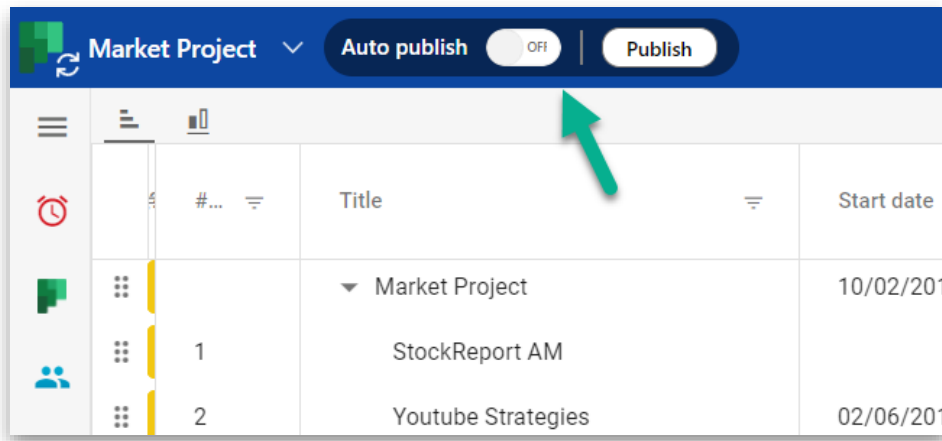 Market Project Auto publish OFF Publish
#... Title Start date
Market Project 10/02/201
1 StockReport AM
2 Youtube Strategies 02/06/201